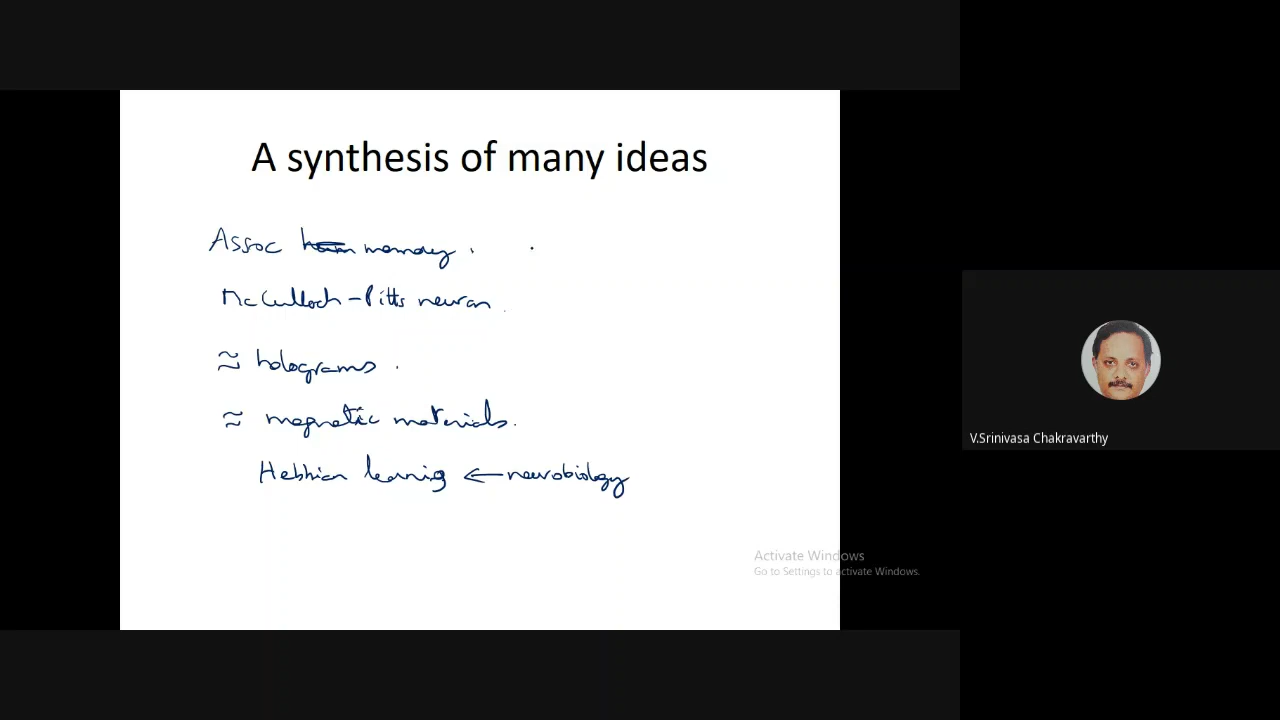 A synthesis of many ideas
Assoc memory.
McCulloch-Pitts neuron.
≈ holograms.
≈ magnetic materials.
Hebbian learning ← neurobiology
V.Srinivasa Chakravarthy
Activate Windows
Go to Settings to activate Windows.